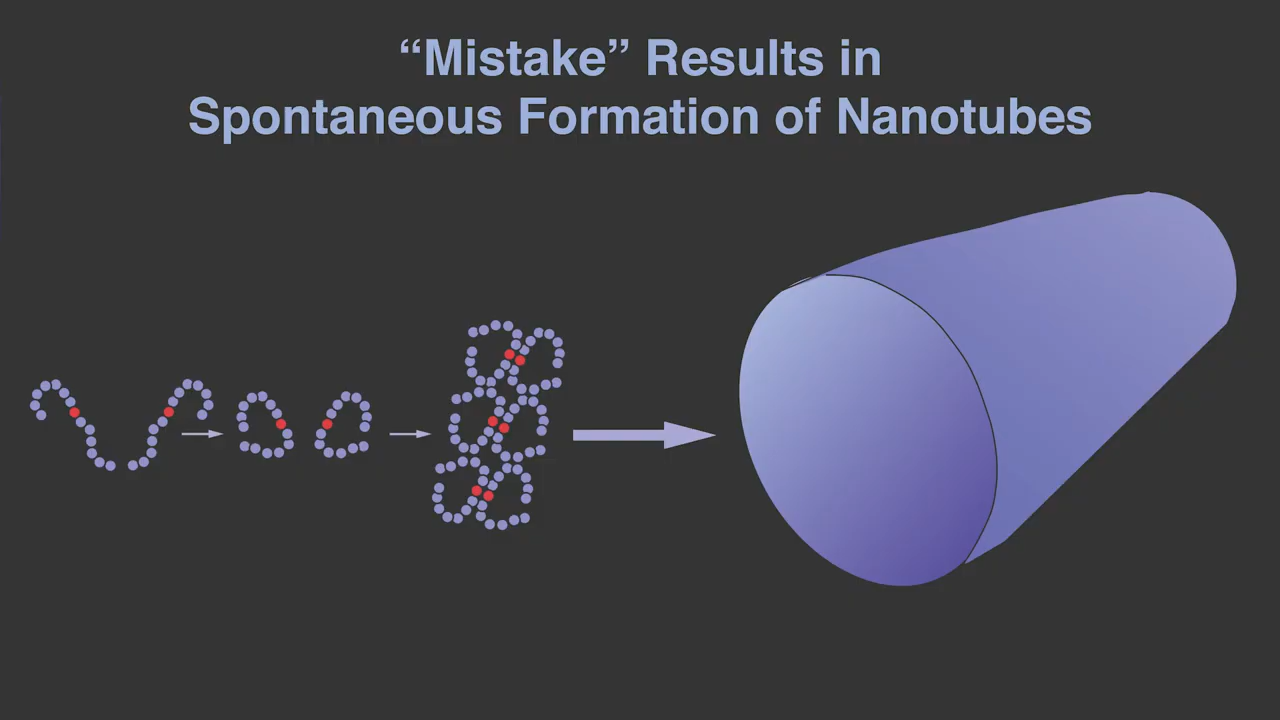 “Mistake” Results in
Spontaneous Formation of Nanotubes